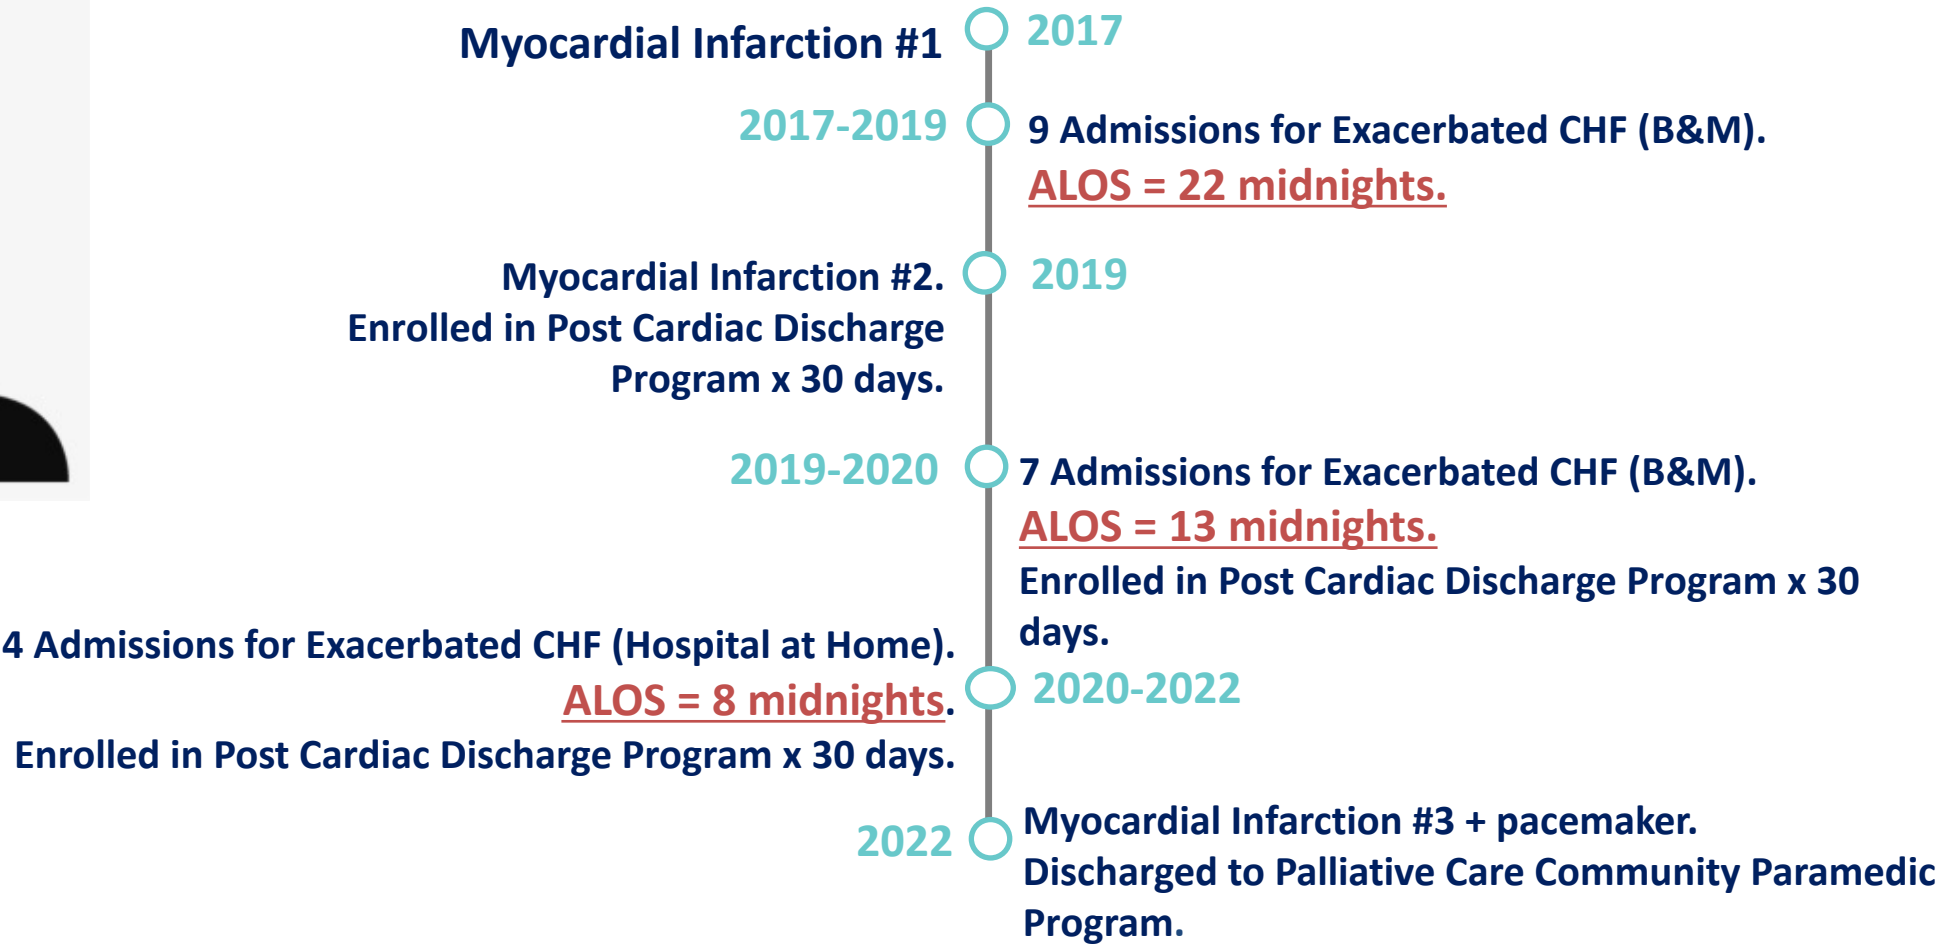 Myocardial Infarction #1
2017
2017-2019
9 Admissions for Exacerbated CHF (B&M).
ALOS = 22 midnights.
Myocardial Infarction #2.
Enrolled in Post Cardiac Discharge
Program x 30 days.
2019
2019-2020
7 Admissions for Exacerbated CHF (B&M).
ALOS = 13 midnights.
Enrolled in Post Cardiac Discharge Program x 30
days.
4 Admissions for Exacerbated CHF (Hospital at Home).
ALOS = 8 midnights.
Enrolled in Post Cardiac Discharge Program x 30 days.
2020-2022
2022
Myocardial Infarction #3 + pacemaker.
Discharged to Palliative Care Community Paramedic
Program.